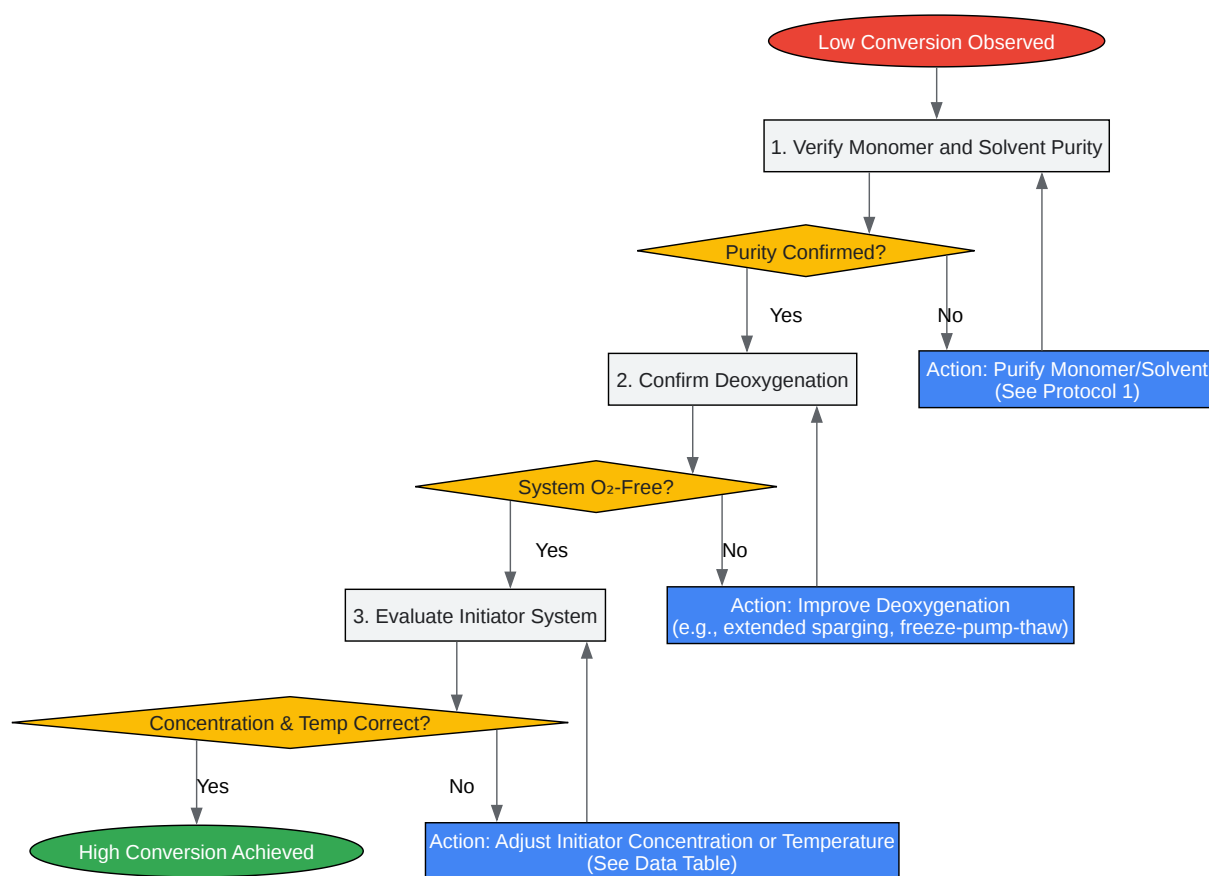 Low Conversion Observed
1. Verify Monomer and Solvent Purity
Purity Confirmed?
Yes
No
2. Confirm Deoxygenation
Action: Purify Monomer/Solvent
(See Protocol 1)
System O₂-Free?
Yes
No
3. Evaluate Initiator System
Action: Improve Deoxygenation
(e.g., extended sparging, freeze-pump-thaw)
Concentration & Temp Correct?
Yes
No
High Conversion Achieved
Action: Adjust Initiator Concentration or Temperature
(See Data Table)